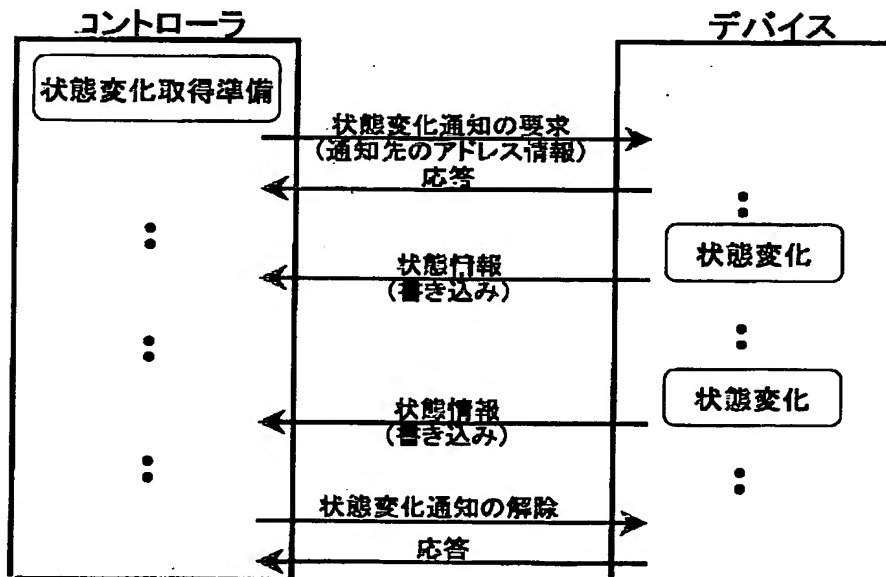 コントローラ
デバイス
状態変化取得準備
状態変化通知の要求
(通知先のアドレス情報)
応答
状態変化
状態情報
(書き込み)
状態変化
状態情報
(書き込み)
状態変化通知の解除
応答